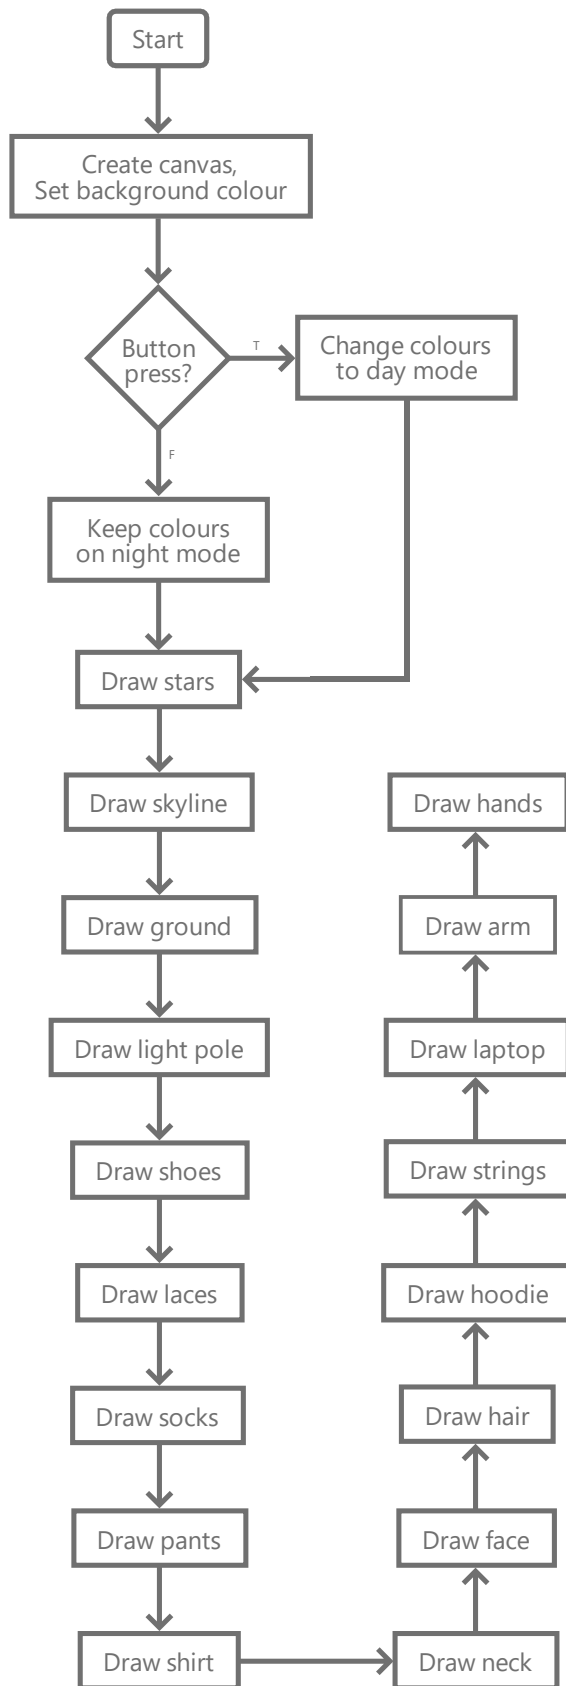 Start
Create canvas,
Set background colour
Button
press?
T
Change colours
to day mode
F
Keep colours
on night mode
Draw stars
Draw skyline
Draw ground
Draw light pole
Draw shoes
Draw laces
Draw socks
Draw pants
Draw shirt
Draw neck
Draw face
Draw hair
Draw hoodie
Draw strings
Draw laptop
Draw arm
Draw hands